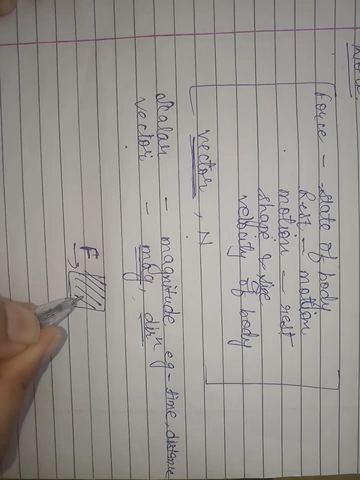 Force - state of body
Rest - motion
motion - rest
shape & size
velocity of body
vector, N
Scalar - magnitude eg - time, distance
vector - mag, dirn
F